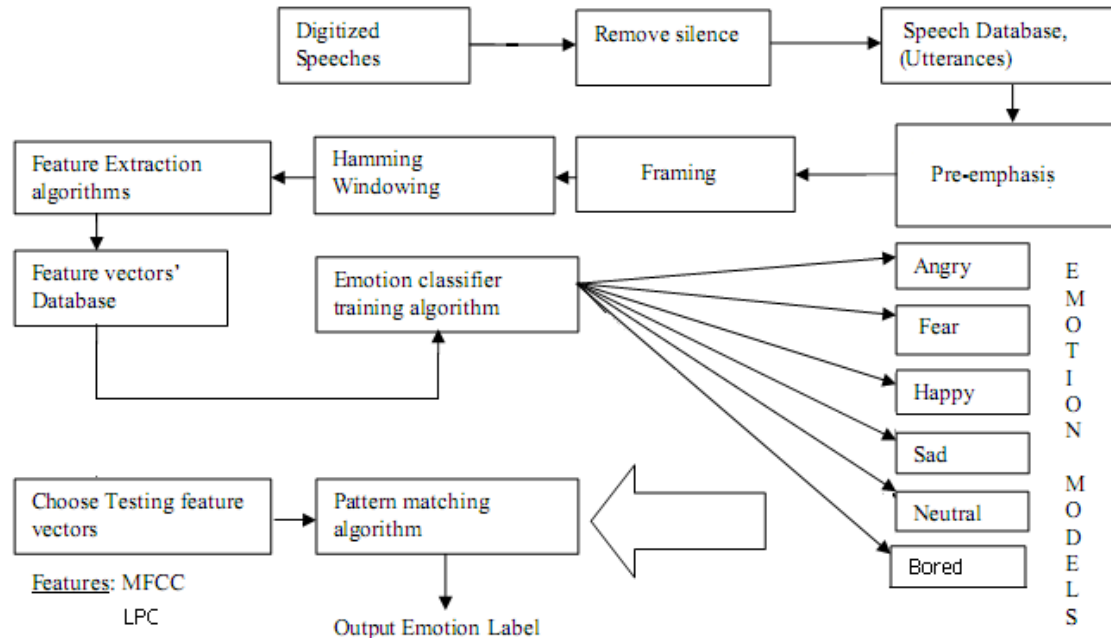 Digitized
Speeches
Remove silence
Speech Database,
(Utterances)
Feature Extraction
algorithms
Hamming
Windowing
Framing
Pre-emphasis
Feature vectors'
Database
Emotion classifier
training algorithm
Angry
Fear
Happy
Sad
Neutral
Bored
EMOTION MODELS
Choose Testing feature
vectors
Pattern matching
algorithm
Features: MFCC
LPC
Output Emotion Label